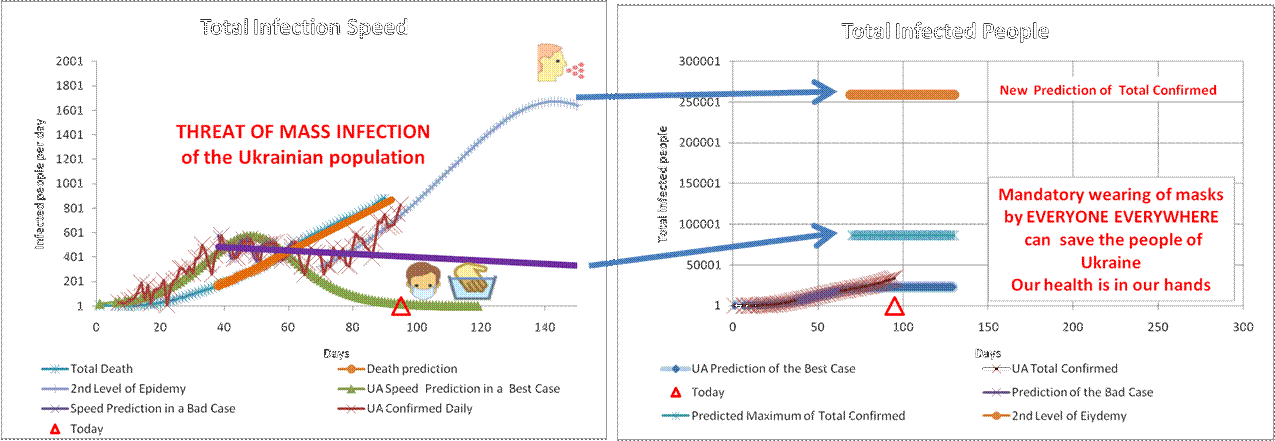 Total Infection Speed
2001
1801
1601
1401
1201
1001
801
601
401
201
1
Infected people per day
THREAT OF MASS INFECTION
of the Ukrainian population
0 20 40 60 80 100 120 140
Days
Total Death
Death prediction
2nd Level of Epidemy
UA Speed Prediction in a Best Case
Speed Prediction in a Bad Case
UA Confirmed Daily
Today
Total Infected People
300001
250001
200001
150001
100001
50001
1
Total Infected people
New Prediction of Total Confirmed
Mandatory wearing of masks
by EVERYONE EVERYWHERE
can save the people of
Ukraine
Our health is in our hands
0 50 100 150 200 250 300
Days
UA Prediction of the Best Case
UA Total Confirmed
Today
Prediction of the Bad Case
Predicted Maximum of Total Confirmed
2nd Level of Eiydemy